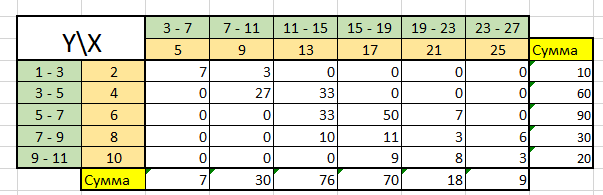 Y\X 3 - 7 7 - 11 11 - 15 15 - 19 19 - 23 23 - 27
5 9 13 17 21 25 Сумма
1 - 3 2 7 3 0 0 0 0 10
3 - 5 4 0 27 33 0 0 0 60
5 - 7 6 0 0 33 50 7 0 90
7 - 9 8 0 0 10 11 3 6 30
9 - 11 10 0 0 0 9 8 3 20
Сумма 7 30 76 70 18 9